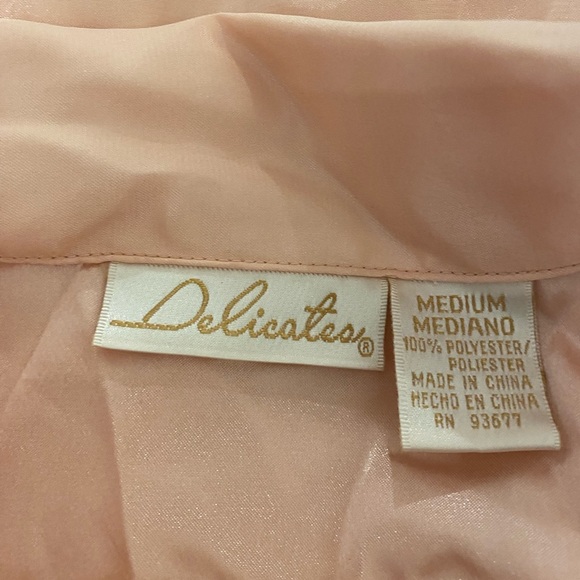 Delicates®
MEDIUM
MEDIANO
100% POLYESTER/
POLIESTER
MADE IN CHINA
HECHO EN CHINA
RN 93677